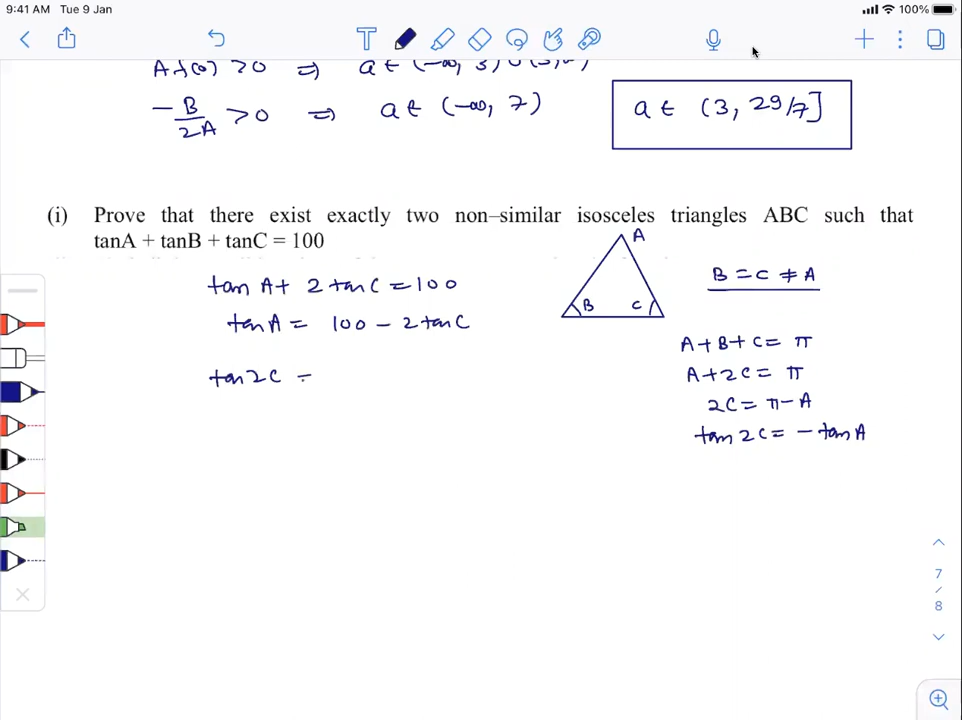 9:41 AM Tue 9 Jan
100%
A f(0) > 0 ⇒ a ∈ (-∞, 3) ∪ (
-B/2A > 0 ⇒ a ∈ (-∞, 7)
a ∈ (3, 29/7]
(i) Prove that there exist exactly two non–similar isosceles triangles ABC such that
tanA + tanB + tanC = 100
A
B C
B = C ≠ A
tan A + 2 tan C = 100
tan A = 100 - 2 tan C
tan 2C =
A + B + C = π
A + 2C = π
2C = π - A
tan 2C = - tan A
T
7
/
8